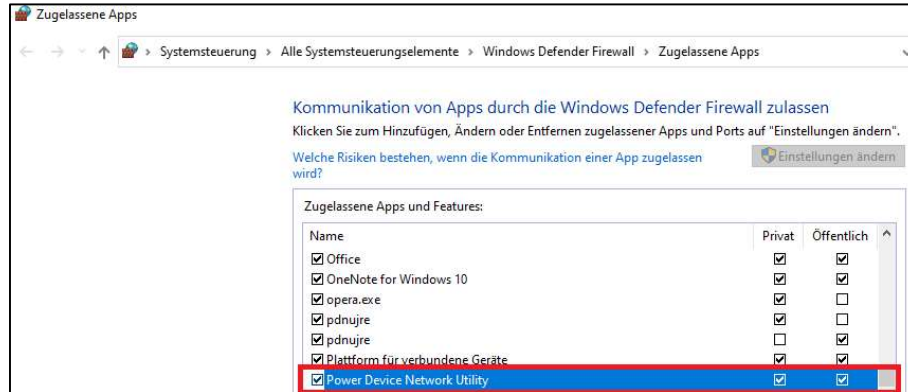 Zugelassene Apps
Systemsteuerung > Alle Systemsteuerungselemente > Windows Defender Firewall > Zugelassene Apps
Kommunikation von Apps durch die Windows Defender Firewall zulassen
Klicken Sie zum Hinzufügen, Ändern oder Entfernen zugelassener Apps und Ports auf "Einstellungen ändern".
Welche Risiken bestehen, wenn die Kommunikation einer App zugelassen
wird?
Einstellungen ändern
Zugelassene Apps und Features:
Name Privat Öffentlich
Office
OneNote for Windows 10
opera.exe
pdnujre
pdnujre
Plattform für verbundene Geräte
Power Device Network Utility